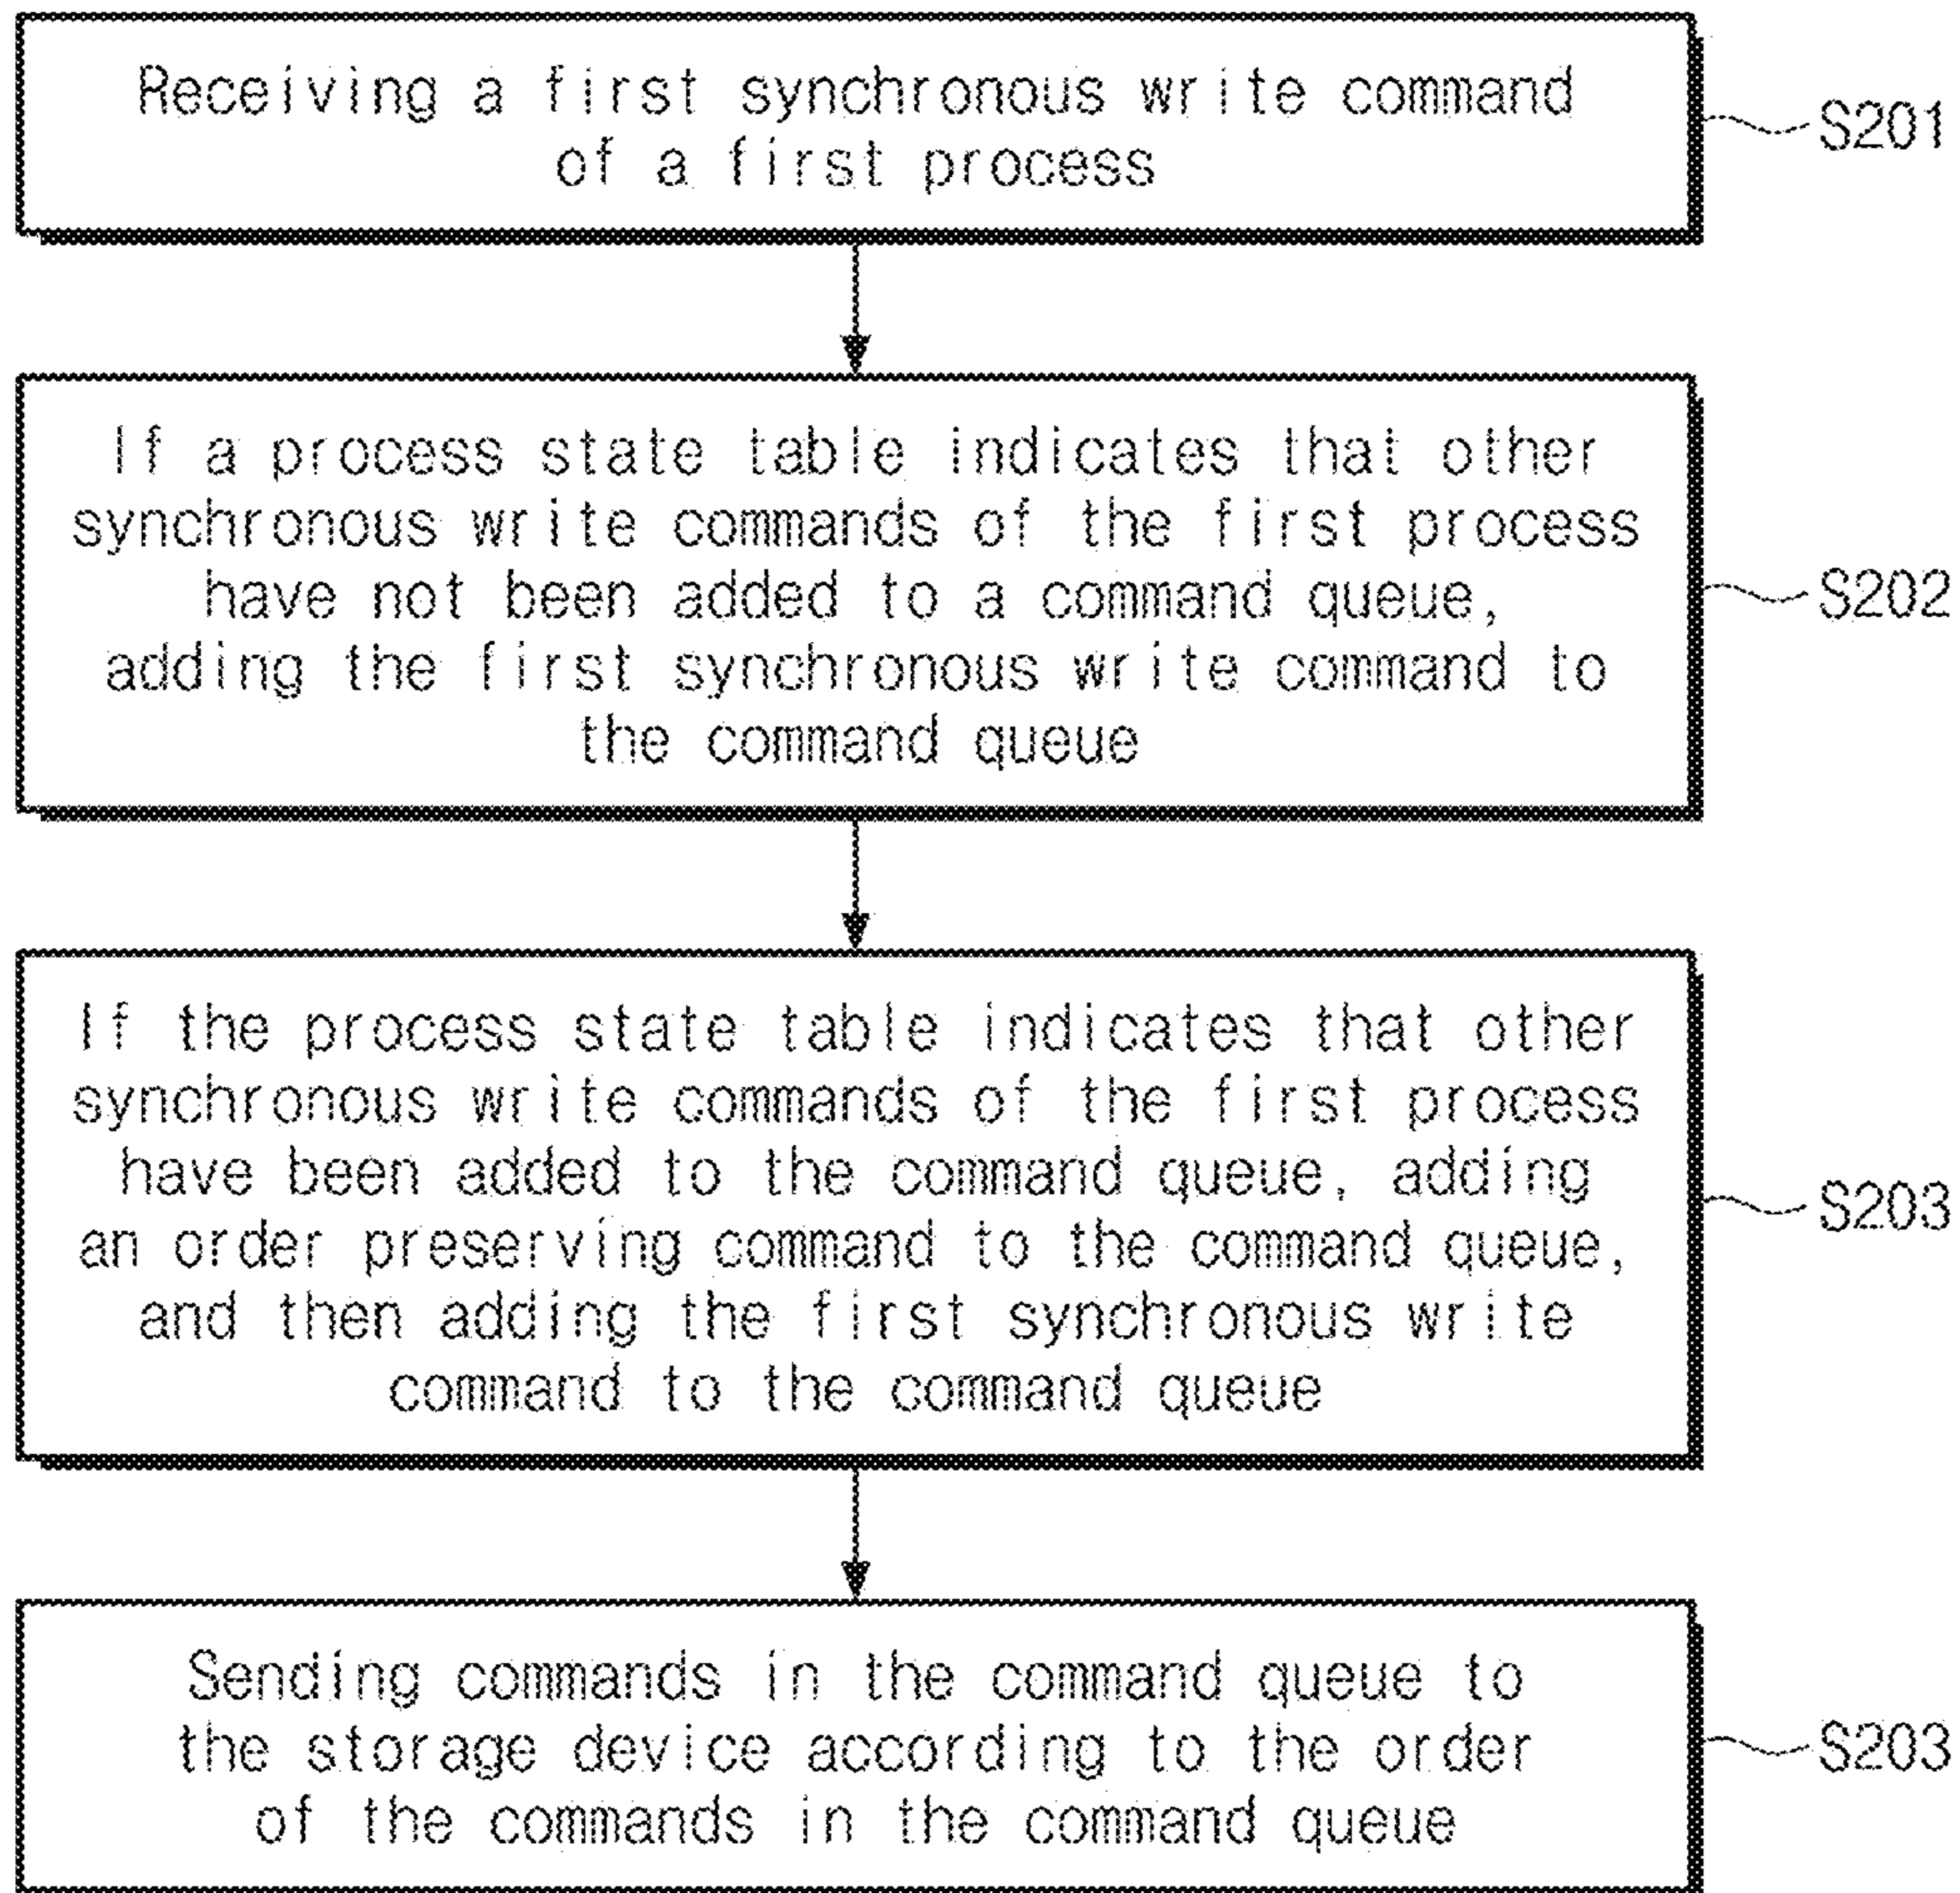 Receiving a first synchronous write command
of a first process
S201
If a process state table indicates that other
synchronous write commands of the first process
have not been added to a command queue,
adding the first synchronous write command to
the command queue
S202
If the process state table indicates that other
synchronous write commands of the first process
have been added to the command queue, adding
an order preserving command to the command queue,
and then adding the first synchronous write
command to the command queue
S203
Sending commands in the command queue to
the storage device according to the order
of the commands in the command queue
S203